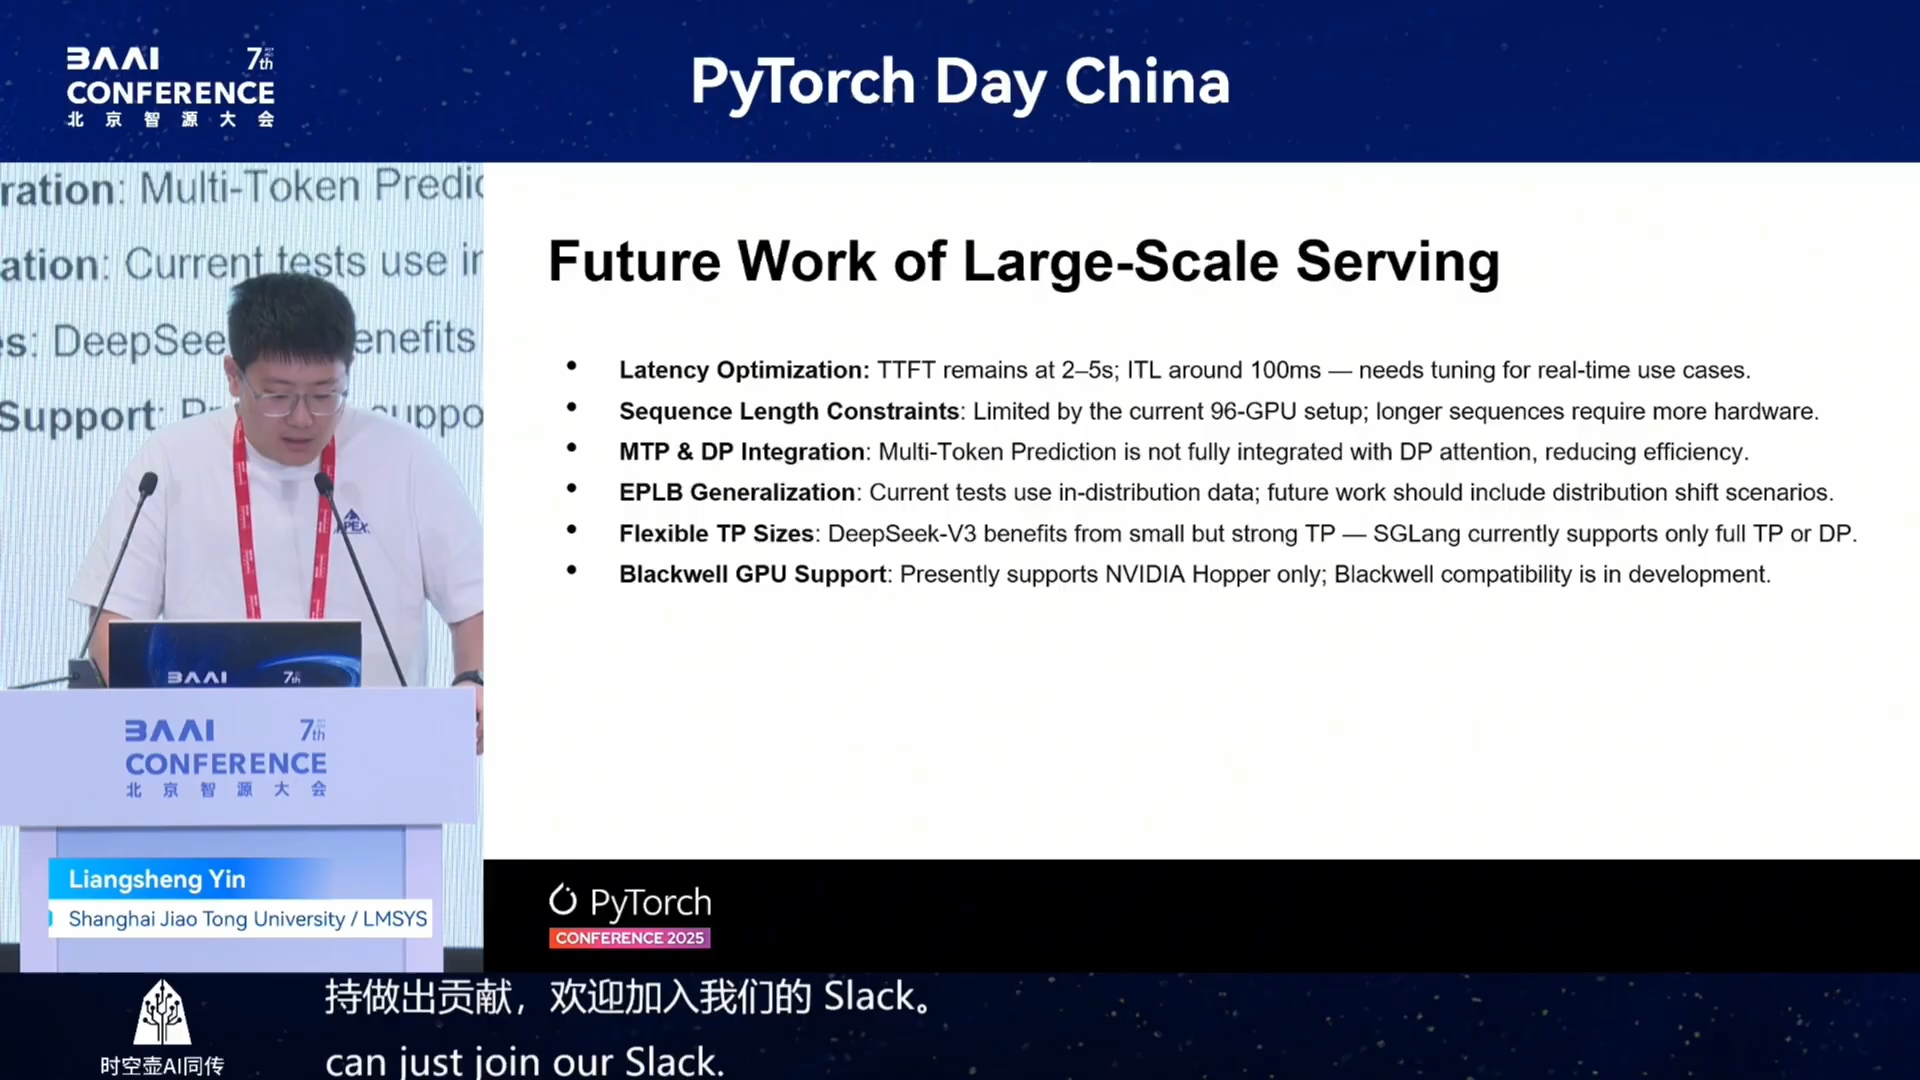 BAAI 7th
CONFERENCE
北京智源大会
PyTorch Day China
ration: Multi-Token Predic
ation: Current tests use in
s: DeepSee enefits
Support: Pr suppo
Future Work of Large-Scale Serving
• Latency Optimization: TTFT remains at 2–5s; ITL around 100ms — needs tuning for real-time use cases.
• Sequence Length Constraints: Limited by the current 96-GPU setup; longer sequences require more hardware.
• MTP & DP Integration: Multi-Token Prediction is not fully integrated with DP attention, reducing efficiency.
• EPLB Generalization: Current tests use in-distribution data; future work should include distribution shift scenarios.
• Flexible TP Sizes: DeepSeek-V3 benefits from small but strong TP — SGLang currently supports only full TP or DP.
• Blackwell GPU Support: Presently supports NVIDIA Hopper only; Blackwell compatibility is in development.
BAAI 7th
BAAI 7th
CONFERENCE
北京智源大会
Liangsheng Yin
Shanghai Jiao Tong University / LMSYS
PyTorch
CONFERENCE 2025
持做出贡献，欢迎加入我们的 Slack。
can just join our Slack.
时空壶AI同传